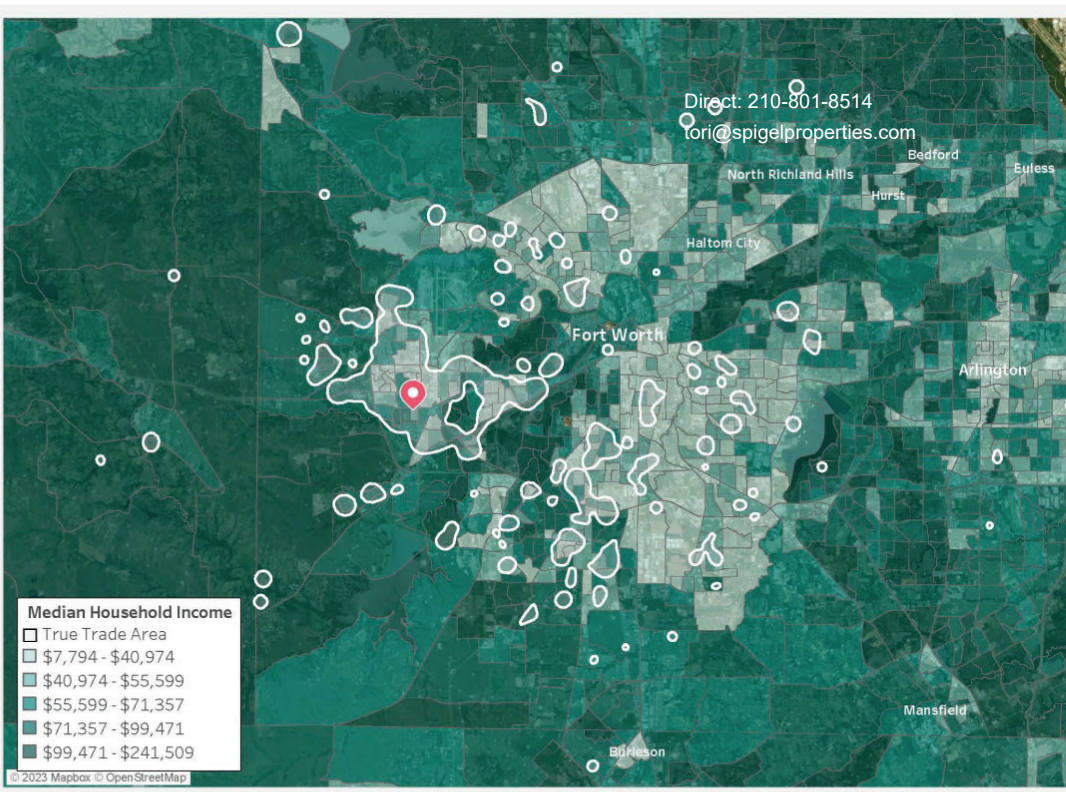 Direct: 210-801-8514
tori@spigelproperties.com
Bedford
Euless
North Richland Hills
Hurst
Haltom City
Fort Worth
Arlington
Mansfield
Burleson
Median Household Income
True Trade Area
$7,794 - $40,974
$40,974 - $55,599
$55,599 - $71,357
$71,357 - $99,471
$99,471 - $241,509
© 2023 Mapbox © OpenStreetMap